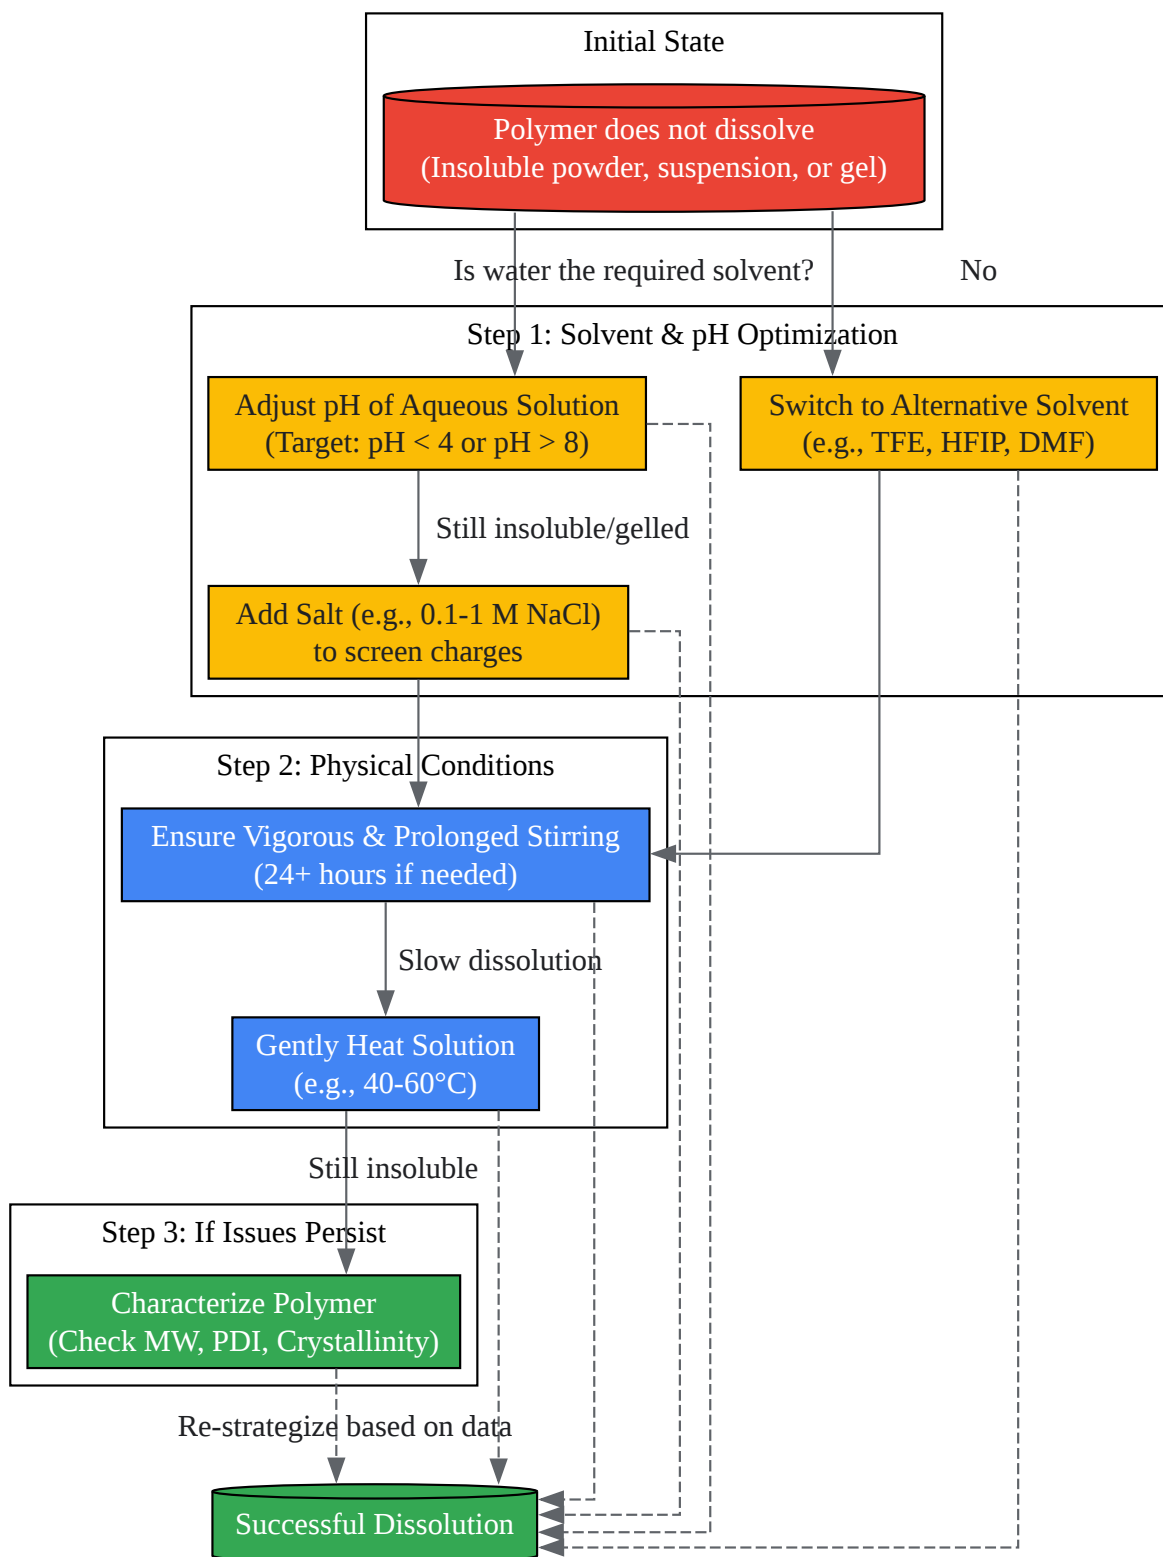 Initial State
Polymer does not dissolve
(Insoluble powder, suspension, or gel)
Is water the required solvent?
No
Step 1: Solvent & pH Optimization
Adjust pH of Aqueous Solution
(Target: pH < 4 or pH > 8)
Switch to Alternative Solvent
(e.g., TFE, HFIP, DMF)
Still insoluble/gelled
Add Salt (e.g., 0.1-1 M NaCl)
to screen charges
Step 2: Physical Conditions
Ensure Vigorous & Prolonged Stirring
(24+ hours if needed)
Slow dissolution
Gently Heat Solution
(e.g., 40-60°C)
Still insoluble
Step 3: If Issues Persist
Characterize Polymer
(Check MW, PDI, Crystallinity)
Re-strategize based on data
Successful Dissolution